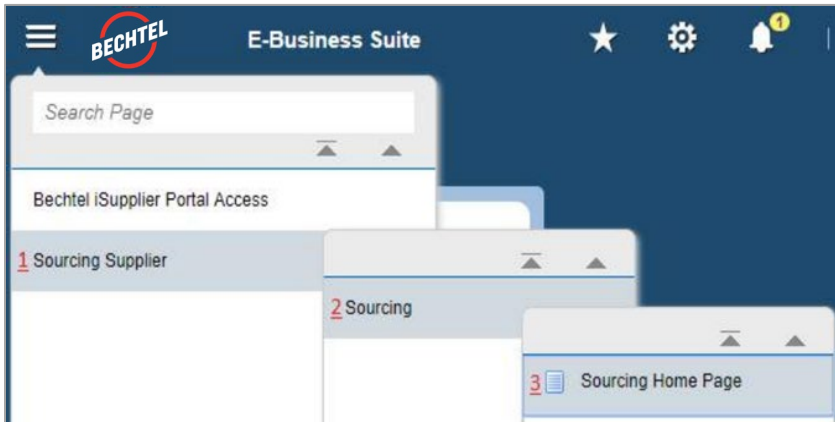 BECHTEL
E-Business Suite
1
Search Page
Bechtel iSupplier Portal Access
1 Sourcing Supplier
2 Sourcing
3 Sourcing Home Page